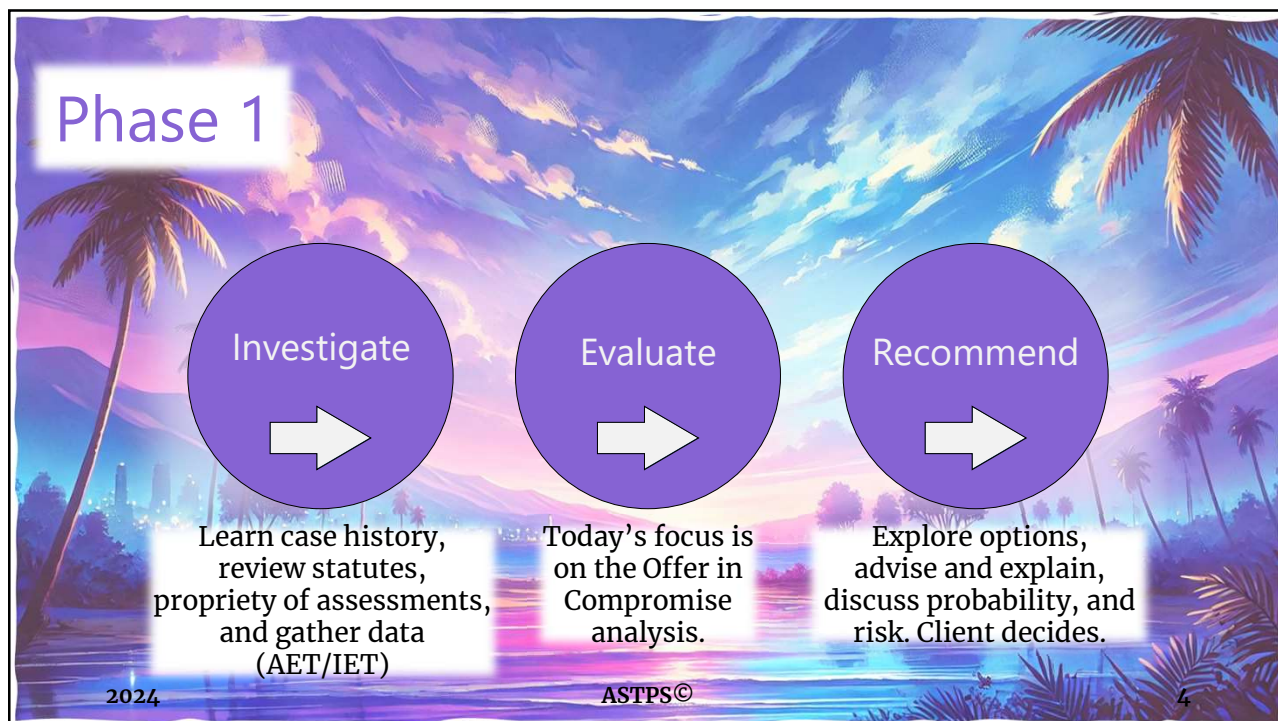 Phase 1
Investigate
Evaluate
Recommend
Learn case history,
review statutes,
propriety of assessments,
and gather data
(AET/IET)
Today’s focus is
on the Offer in
Compromise
analysis.
Explore options,
advise and explain,
discuss probability, and
risk. Client decides.
2024
ASTPS©
4